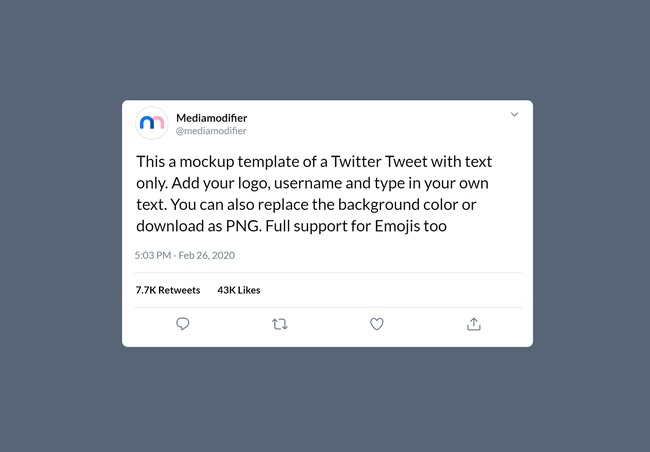 Mediamodifier
@mediamodifier
This a mockup template of a Twitter Tweet with text
only. Add your logo, username and type in your own
text. You can also replace the background color or
download as PNG. Full support for Emojis too
5:03 PM - Feb 26, 2020
7.7K Retweets 43K Likes